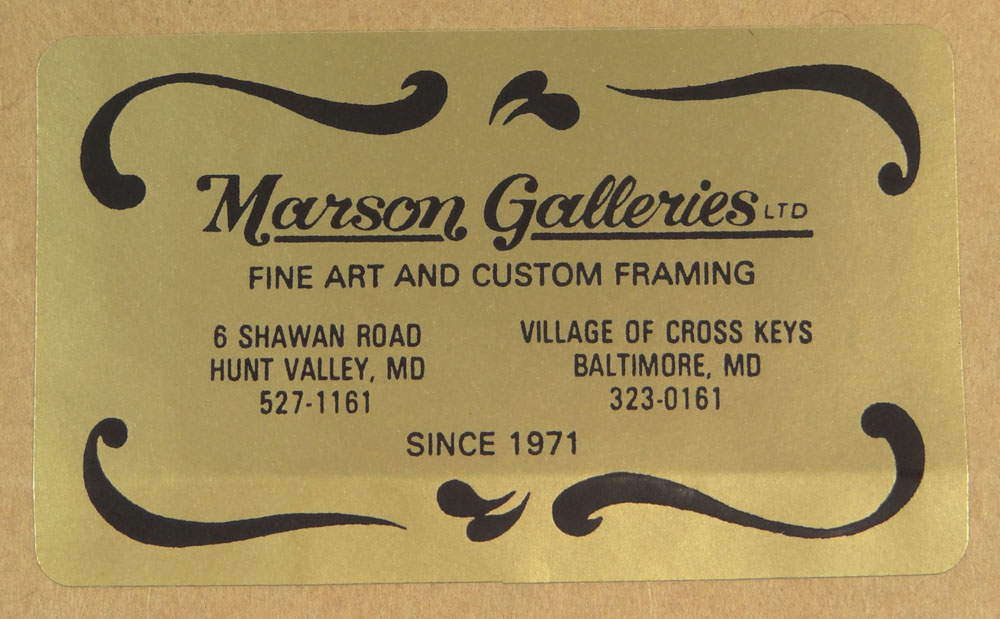 Marson Galleries LTD
FINE ART AND CUSTOM FRAMING
6 SHAWAN ROAD
HUNT VALLEY, MD
527-1161
VILLAGE OF CROSS KEYS
BALTIMORE, MD
323-0161
SINCE 1971